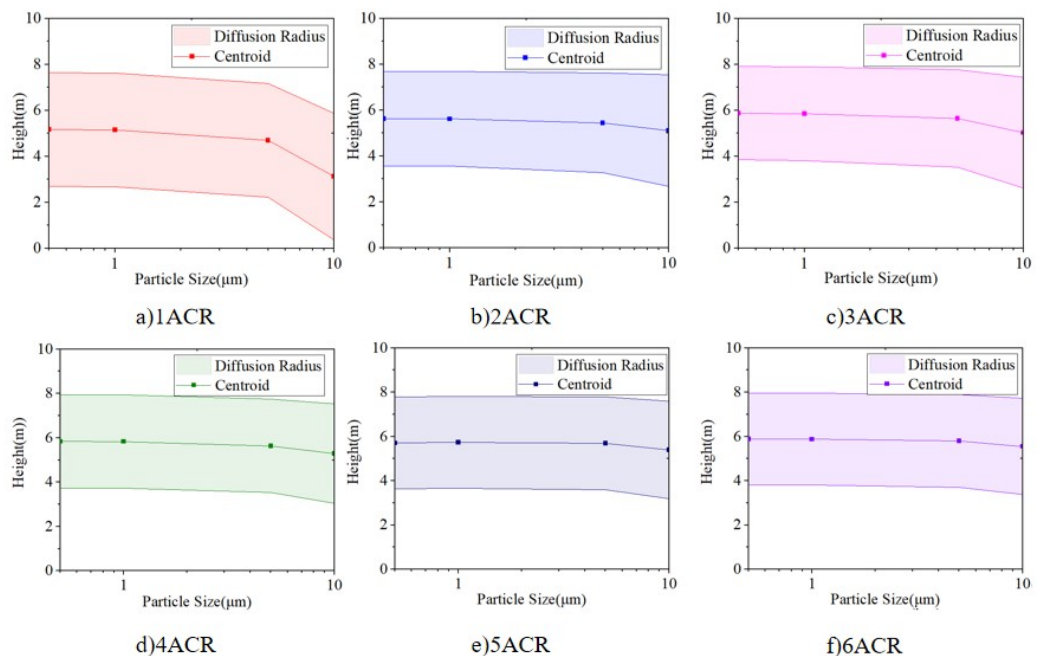 10
8
6
4
2
0
Height(m)
Diffusion Radius
Centroid
1
10
Particle Size(μm)
a)1ACR
10
8
6
4
2
0
Height(m)
Diffusion Radius
Centroid
1
10
Particle Size(μm)
b)2ACR
10
8
6
4
2
0
Height(m)
Diffusion Radius
Centroid
1
10
Particle Size(μm)
c)3ACR
10
8
6
4
2
0
Height(m))
Diffusion Radius
Centroid
1
10
Particle Size(μm)
d)4ACR
10
8
6
4
2
0
Height(m)
Diffusion Radius
Centroid
1
10
Particle Size(μm)
e)5ACR
10
8
6
4
2
0
Height(m)
Diffusion Radius
Centroid
1
10
Particle Size(μm)
f)6ACR